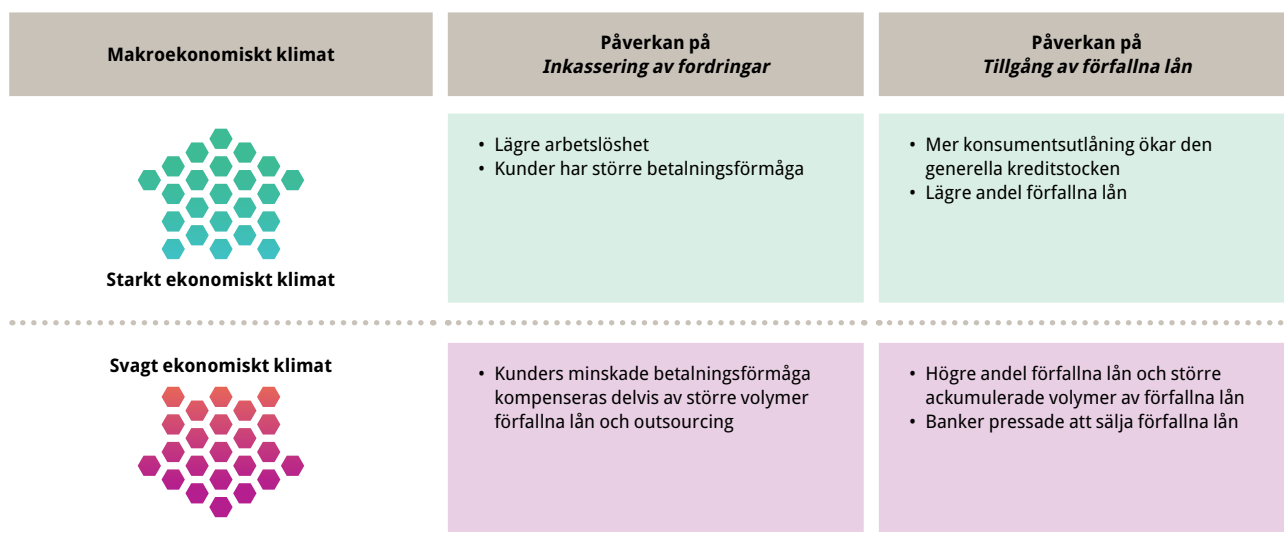 Makroekonomiskt klimat
Påverkan på
Inkassering av fordringar
Påverkan på
Tillgång av förfallna lån
Starkt ekonomiskt klimat
• Lägre arbetslöshet
• Kunder har större betalningsförmåga
• Mer konsumentsutlåning ökar den
generella kreditstocken
• Lägre andel förfallna lån
Svagt ekonomiskt klimat
• Kunders minskade betalningsförmåga
kompenseras delvis av större volymer
förfallna lån och outsourcing
• Högre andel förfallna lån och större
ackumulerade volymer av förfallna lån
• Banker pressade att sälja förfallna lån